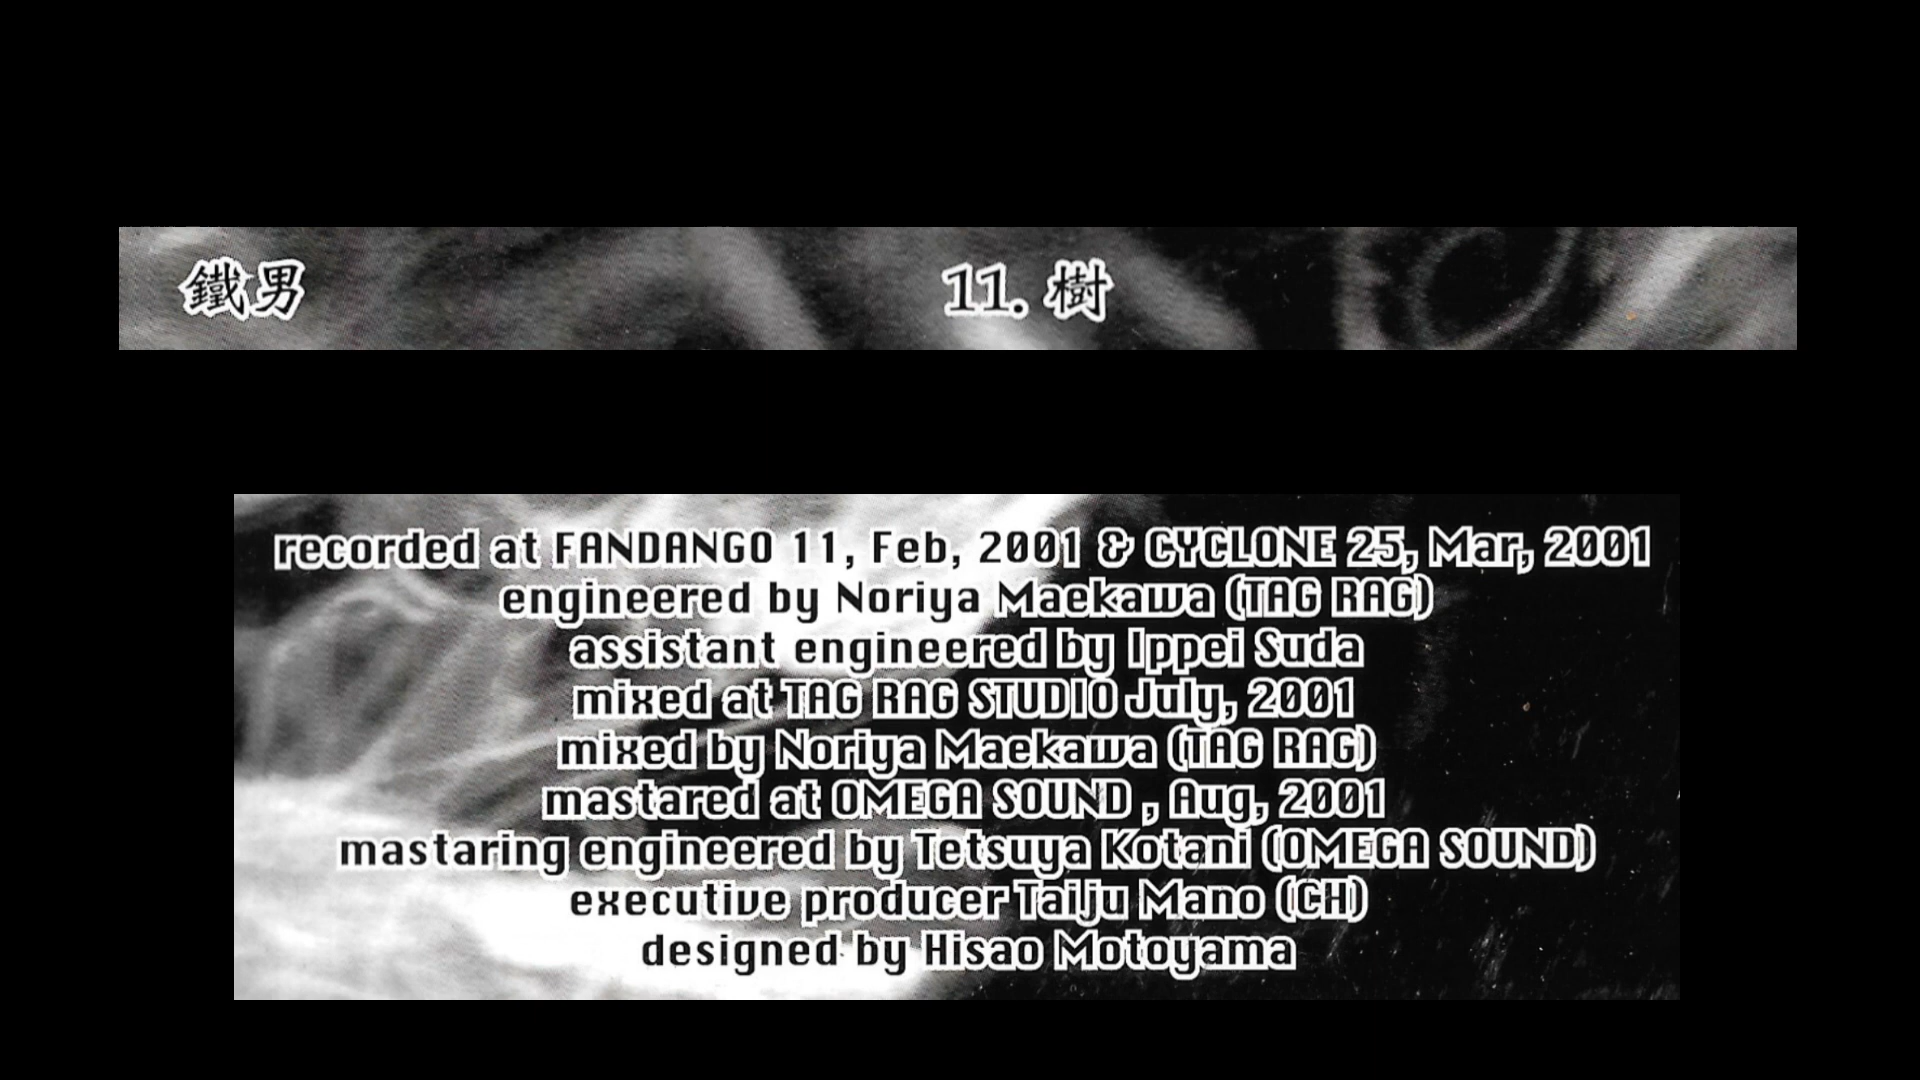 鐵男 11. 樹
recorded at FANDANGO 11, Feb, 2001 & CYCLONE 25, Mar, 2001
engineered by Noriya Maekawa (TAG RAG)
assistant engineered by Ippei Suda
mixed at TAG RAG STUDIO July, 2001
mixed by Noriya Maekawa (TAG RAG)
mastared at OMEGA SOUND , Aug, 2001
mastaring engineered by Tetsuya Kotani (OMEGA SOUND)
executive producer Taiju Mano (CH)
designed by Hisao Motoyama